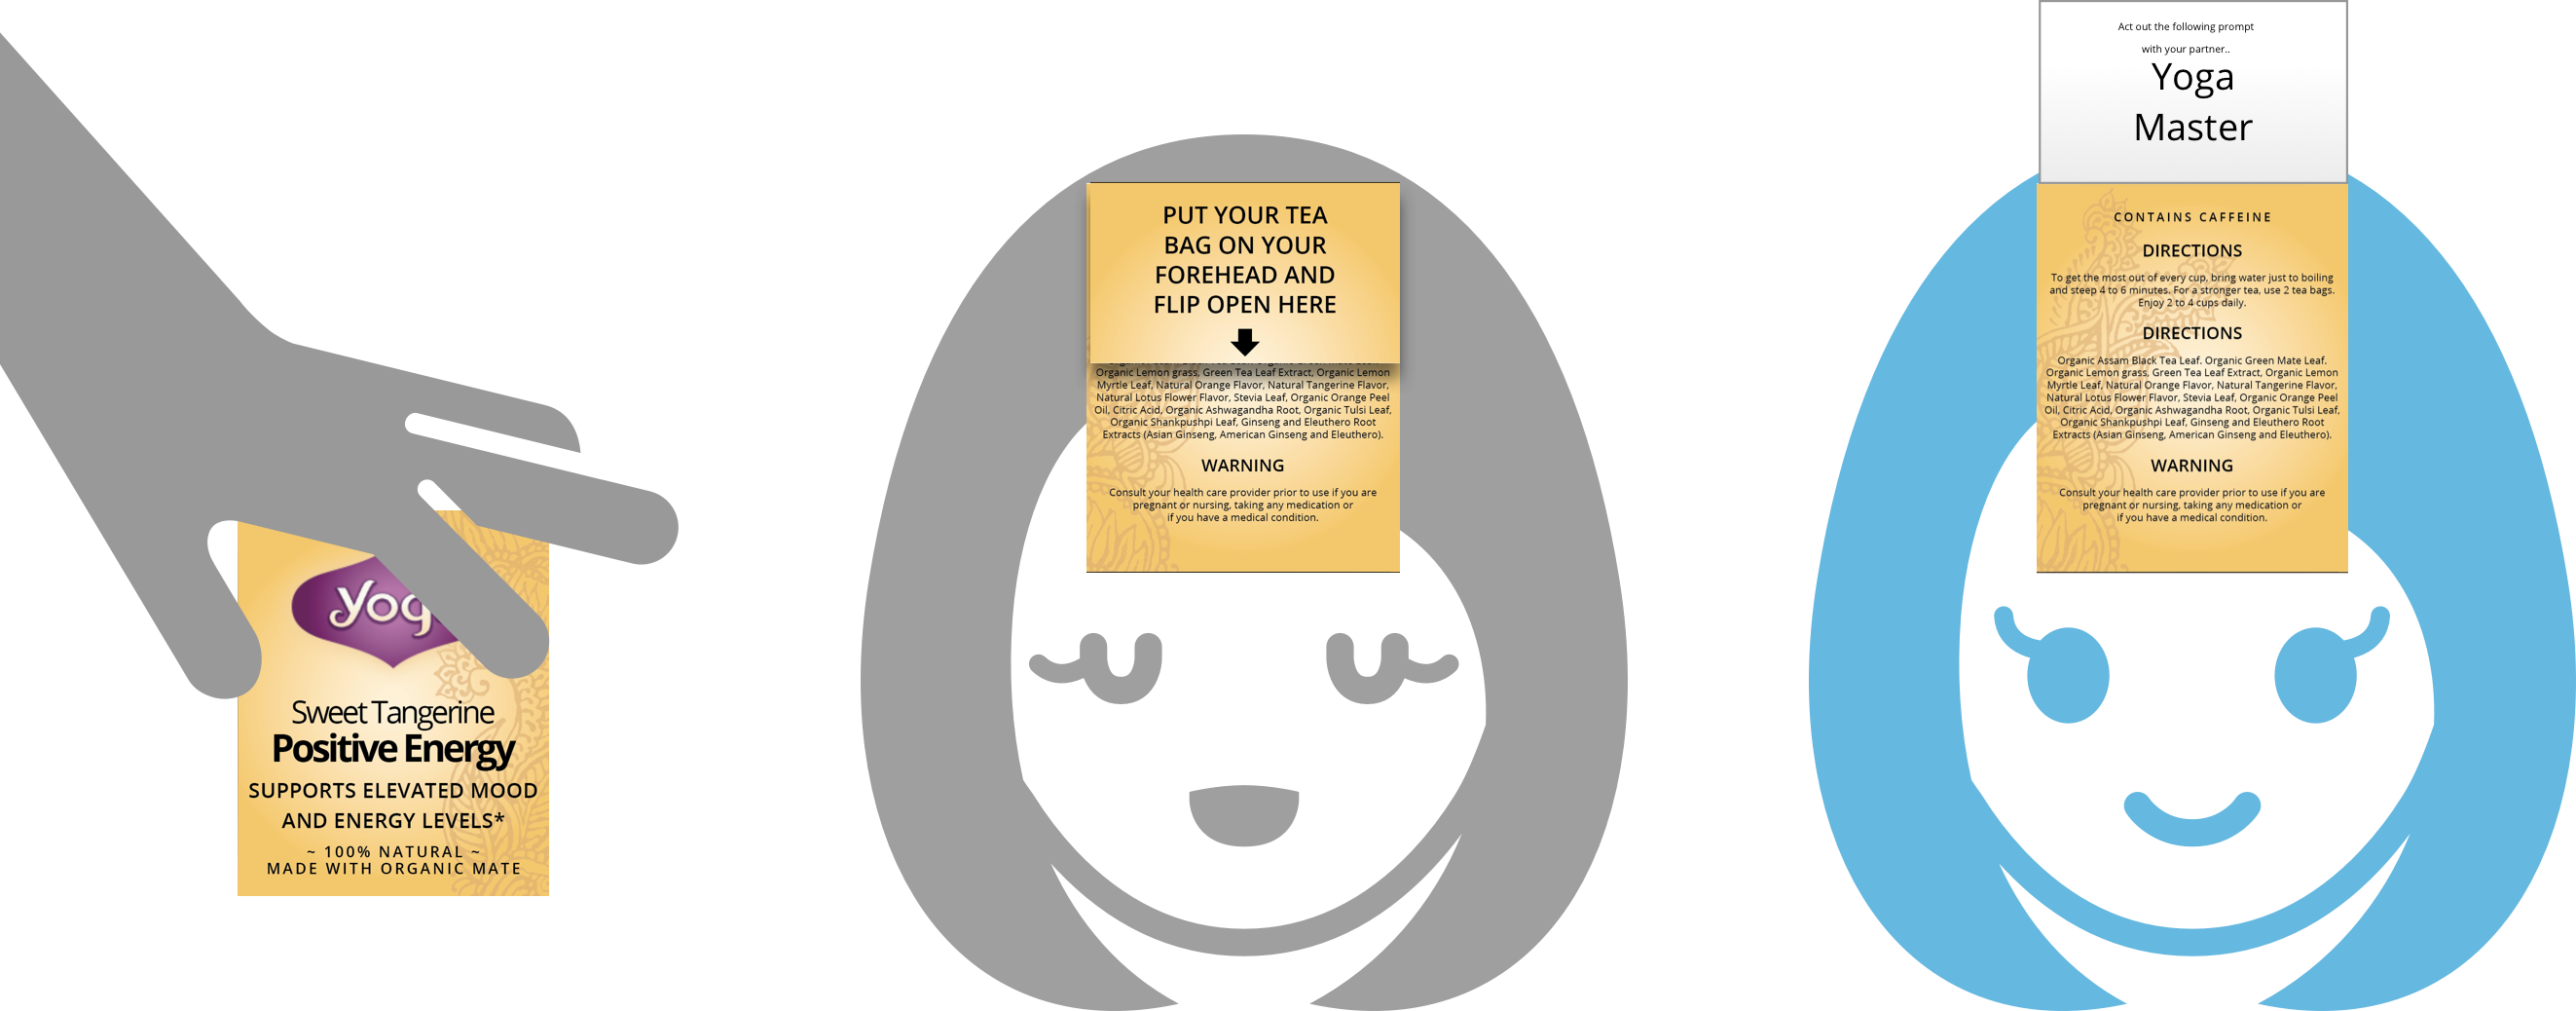 yog
Sweet Tangerine
Positive Energy
SUPPORTS ELEVATED MOOD
AND ENERGY LEVELS*
~ 100% NATURAL ~
MADE WITH ORGANIC MATE
PUT YOUR TEA
BAG ON YOUR
FOREHEAD AND
FLIP OPEN HERE
Organic Lemon grass, Green Tea Leaf Extract, Organic Lemon
Myrtle Leaf, Natural Orange Flavor, Natural Tangerine Flavor,
Natural Lotus Flower Flavor, Stevia Leaf, Organic Orange Peel
Oil, Citric Acid, Organic Ashwagandha Root, Organic Tulsi Leaf,
Organic Shankpushpi Leaf, Ginseng and Eleuthero Root
Extracts (Asian Ginseng, American Ginseng and Eleuthero).
WARNING
Consult your health care provider prior to use if you are
pregnant or nursing, taking any medication or
if you have a medical condition.
Act out the following prompt
with your partner..
Yoga
Master
CONTAINS CAFFEINE
DIRECTIONS
To get the most out of every cup, bring water just to boiling
and steep 4 to 6 minutes. For a stronger tea, use 2 tea bags.
Enjoy 2 to 4 cups daily.
DIRECTIONS
Organic Assam Black Tea Leaf. Organic Green Mate Leaf.
Organic Lemon grass, Green Tea Leaf Extract, Organic Lemon
Myrtle Leaf, Natural Orange Flavor, Natural Tangerine Flavor,
Natural Lotus Flower Flavor, Stevia Leaf, Organic Orange Peel
Oil, Citric Acid, Organic Ashwagandha Root, Organic Tulsi Leaf,
Organic Shankpushpi Leaf, Ginseng and Eleuthero Root
Extracts (Asian Ginseng, American Ginseng and Eleuthero).
WARNING
Consult your health care provider prior to use if you are
pregnant or nursing, taking any medication or
if you have a medical condition.